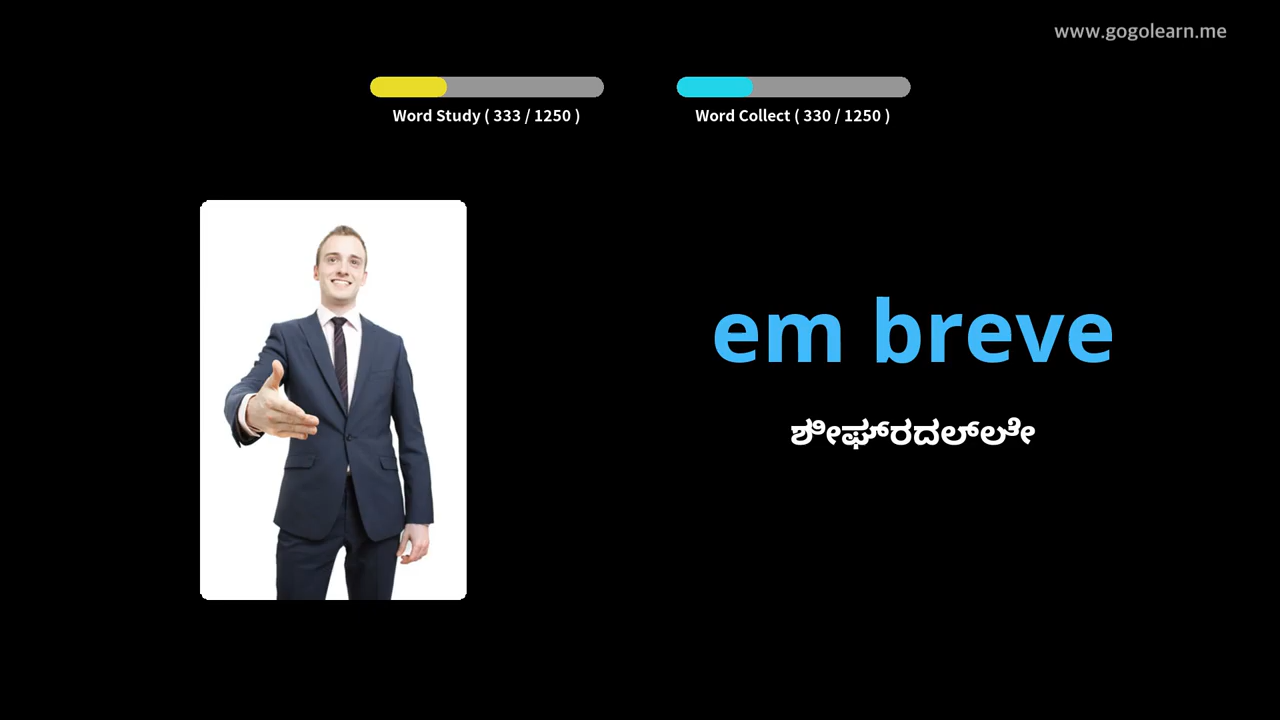 www.gogolearn.me
Word Study ( 333 / 1250 )
Word Collect ( 330 / 1250 )
em breve
ಶೀಘ್ರದಲ್ಲೇ